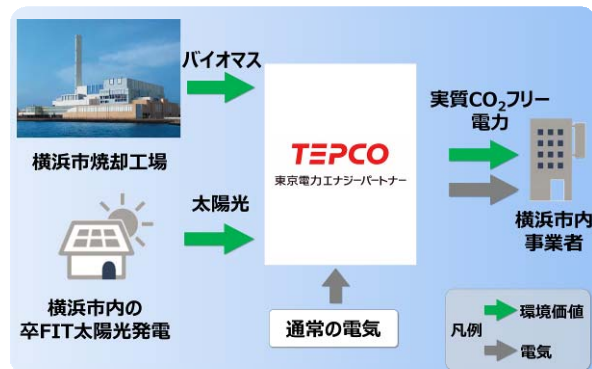 バイオマス
横浜市焼却工場
太陽光
横浜市内の
卒FIT太陽光発電
TEPCO
東京電力エナジーパートナー
通常の電気
実質CO₂フリー
電力
横浜市内
事業者
凡例
環境価値
電気